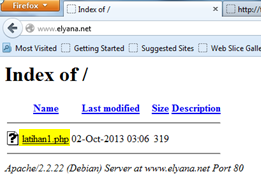 Firefox
Index of /
http://
www.elyana.net
Most Visited Getting Started Suggested Sites Web Slice Galle
Index of /
Name Last modified Size Description
latihan1.php 02-Oct-2013 03:06 319
Apache/2.2.22 (Debian) Server at www.elyana.net Port 80